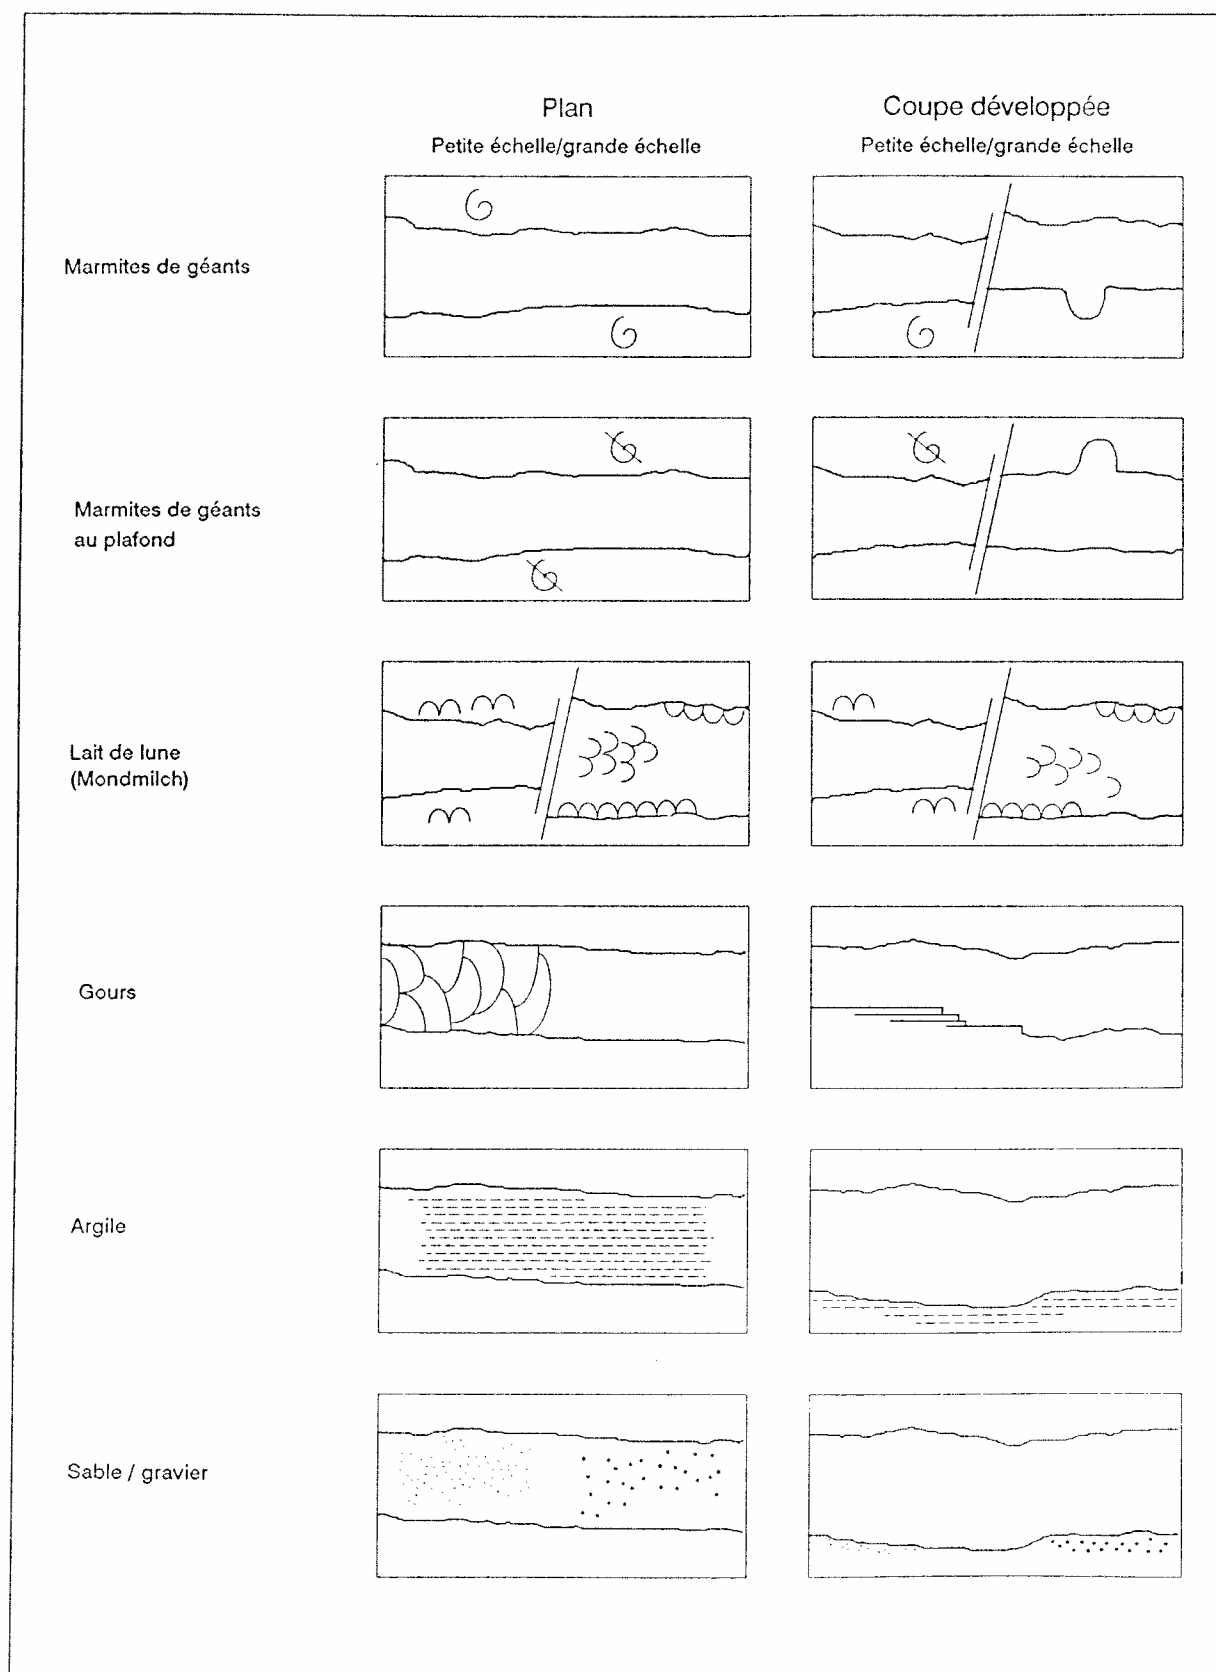 Plan
Coupe développée
Petite échelle/grande échelle
Petite échelle/grande échelle
Marmites de géants
Marmites de géants
au plafond
Lait de lune
(Mondmilch)
Gours
Argile
Sable / gravier